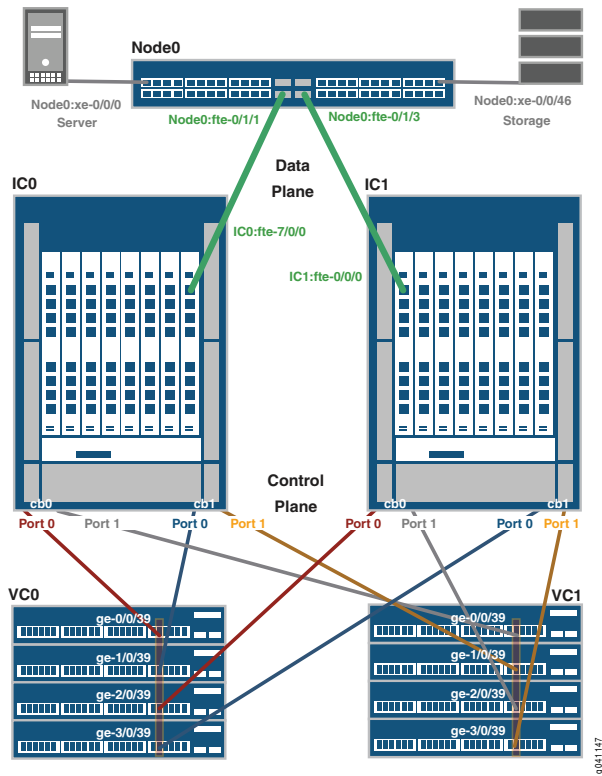 Node0
Node0:xe-0/0/0
Server
Node0:xe-0/0/46
Storage
Node0:fte-0/1/1
Node0:fte-0/1/3
Data
Plane
IC0
IC1
IC0:fte-7/0/0
IC1:fte-0/0/0
Control
Plane
cb0
cb1
cb0
cb1
Port 0
Port 1
Port 0
Port 1
Port 0
Port 1
Port 0
Port 1
VC0
VC1
ge-0/0/39
ge-1/0/39
ge-2/0/39
ge-3/0/39
ge-0/0/39
ge-1/0/39
ge-2/0/39
ge-3/0/39